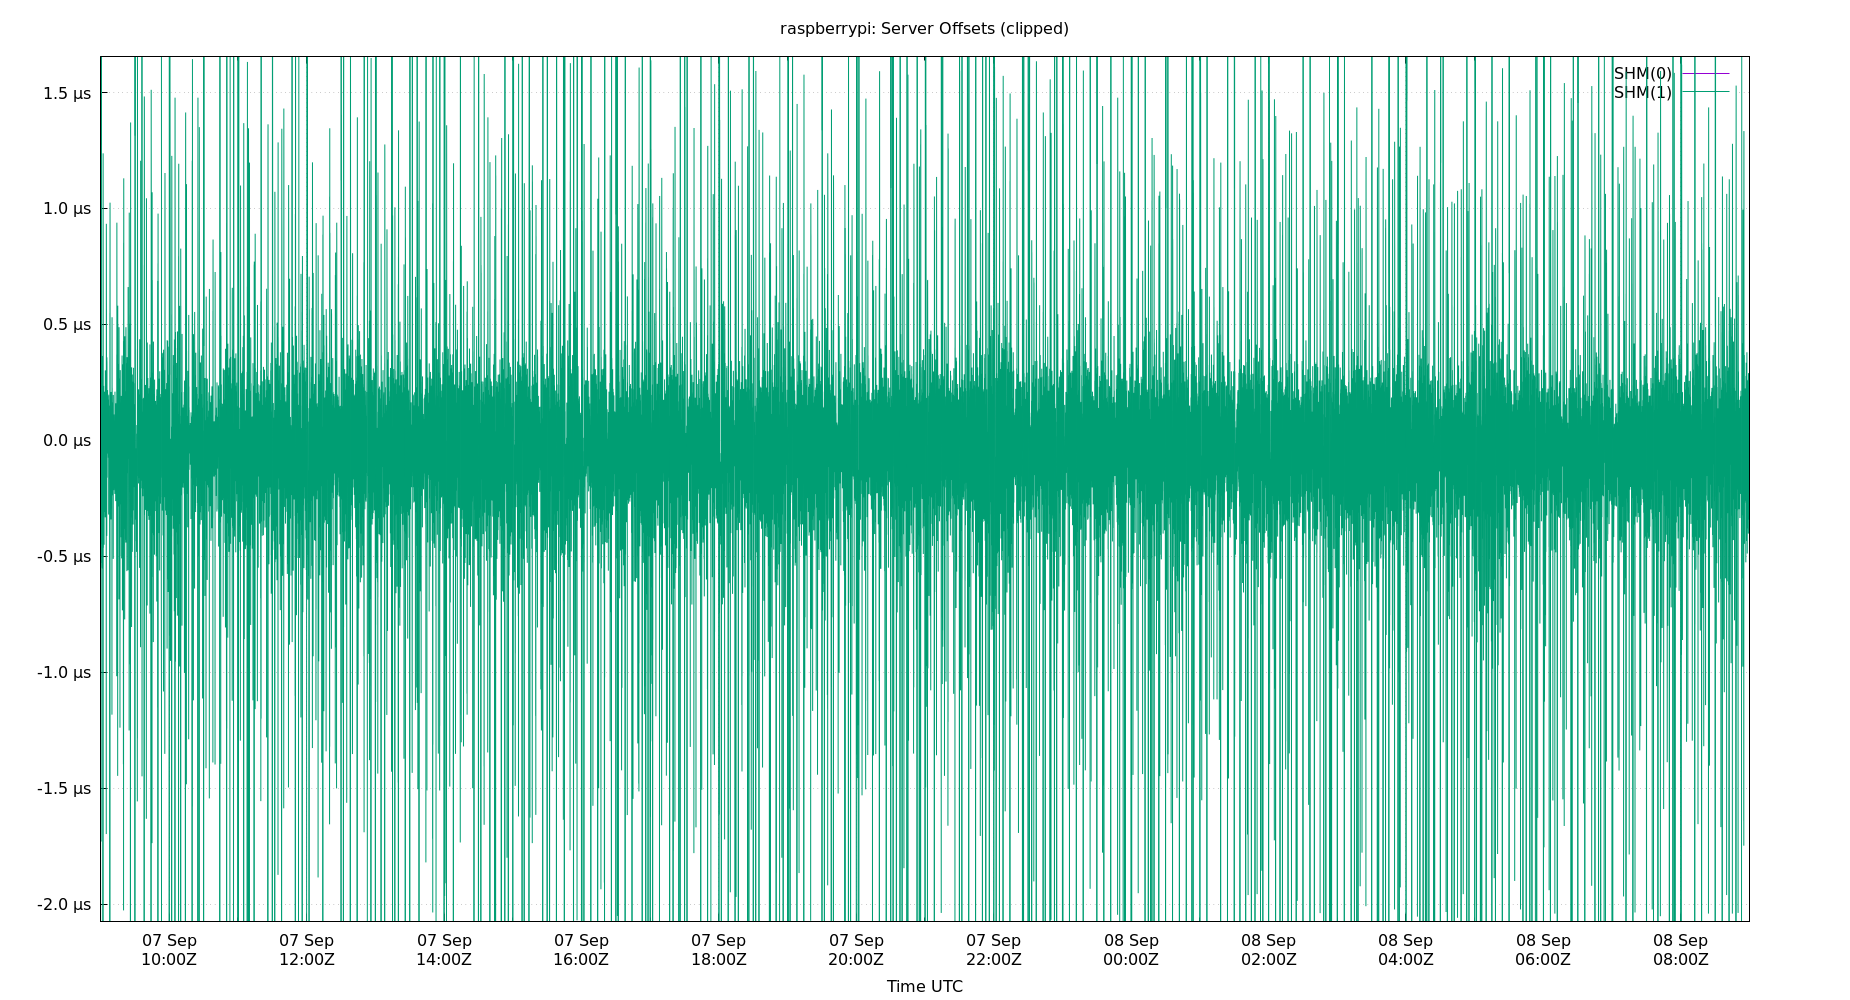 raspberrypi: Server Offsets (clipped)
SHM(0)
SHM(1)
1.5 µs
1.0 µs
0.5 µs
0.0 µs
-0.5 µs
-1.0 µs
-1.5 µs
-2.0 µs
07 Sep 07 Sep 07 Sep 07 Sep 07 Sep 07 Sep 07 Sep 08 Sep 08 Sep 08 Sep 08 Sep 08 Sep
10:00Z 12:00Z 14:00Z 16:00Z 18:00Z 20:00Z 22:00Z 00:00Z 02:00Z 04:00Z 06:00Z 08:00Z
Time UTC